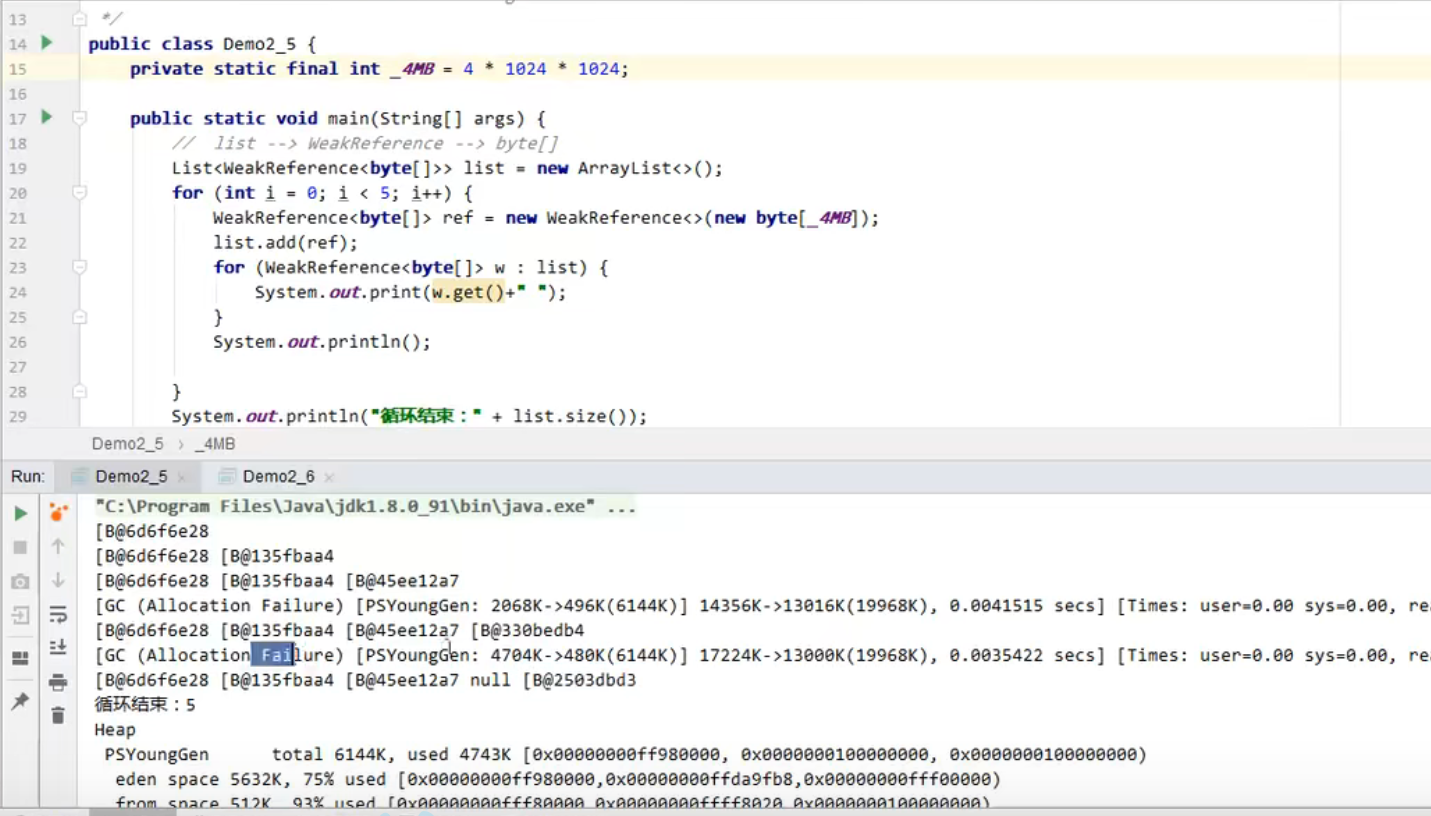 13 */
14 public class Demo2_5 {
15 private static final int _4MB = 4 * 1024 * 1024;
16
17 public static void main(String[] args) {
18 // list --> WeakReference --> byte[]
19 List<WeakReference<byte[]>> list = new ArrayList<>();
20 for (int i = 0; i < 5; i++) {
21 WeakReference<byte[]> ref = new WeakReference<>(new byte[_4MB]);
22 list.add(ref);
23 for (WeakReference<byte[]> w : list) {
24 System.out.print(w.get()+" ");
25 }
26 System.out.println();
27
28 }
29 System.out.println("循环结束：" + list.size());
Demo2_5 › _4MB
Run: Demo2_5 × Demo2_6 ×
"C:\Program Files\Java\jdk1.8.0_91\bin\java.exe" ...
[B@6d6f6e28
[B@6d6f6e28 [B@135fbaa4
[B@6d6f6e28 [B@135fbaa4 [B@45ee12a7
[GC (Allocation Failure) [PSYoungGen: 2068K->496K(6144K)] 14356K->13016K(19968K), 0.0041515 secs] [Times: user=0.00 sys=0.00,
[B@6d6f6e28 [B@135fbaa4 [B@45ee12a7 [B@330bedb4
[GC (Allocation Failure) [PSYoungGen: 4704K->480K(6144K)] 17224K->13000K(19968K), 0.0035422 secs] [Times: user=0.00 sys=0.00,
[B@6d6f6e28 [B@135fbaa4 [B@45ee12a7 null [B@2503dbd3
循环结束：5
Heap
PSYoungGen total 6144K, used 4743K [0x00000000ff980000, 0x0000000100000000, 0x0000000100000000)
eden space 5632K, 75% used [0x00000000ff980000,0x00000000ffda9fb8,0x00000000fff00000)
from space 512K, 93% used [0x00000000fff80000,0x00000000ffff8020,0x0000000100000000)